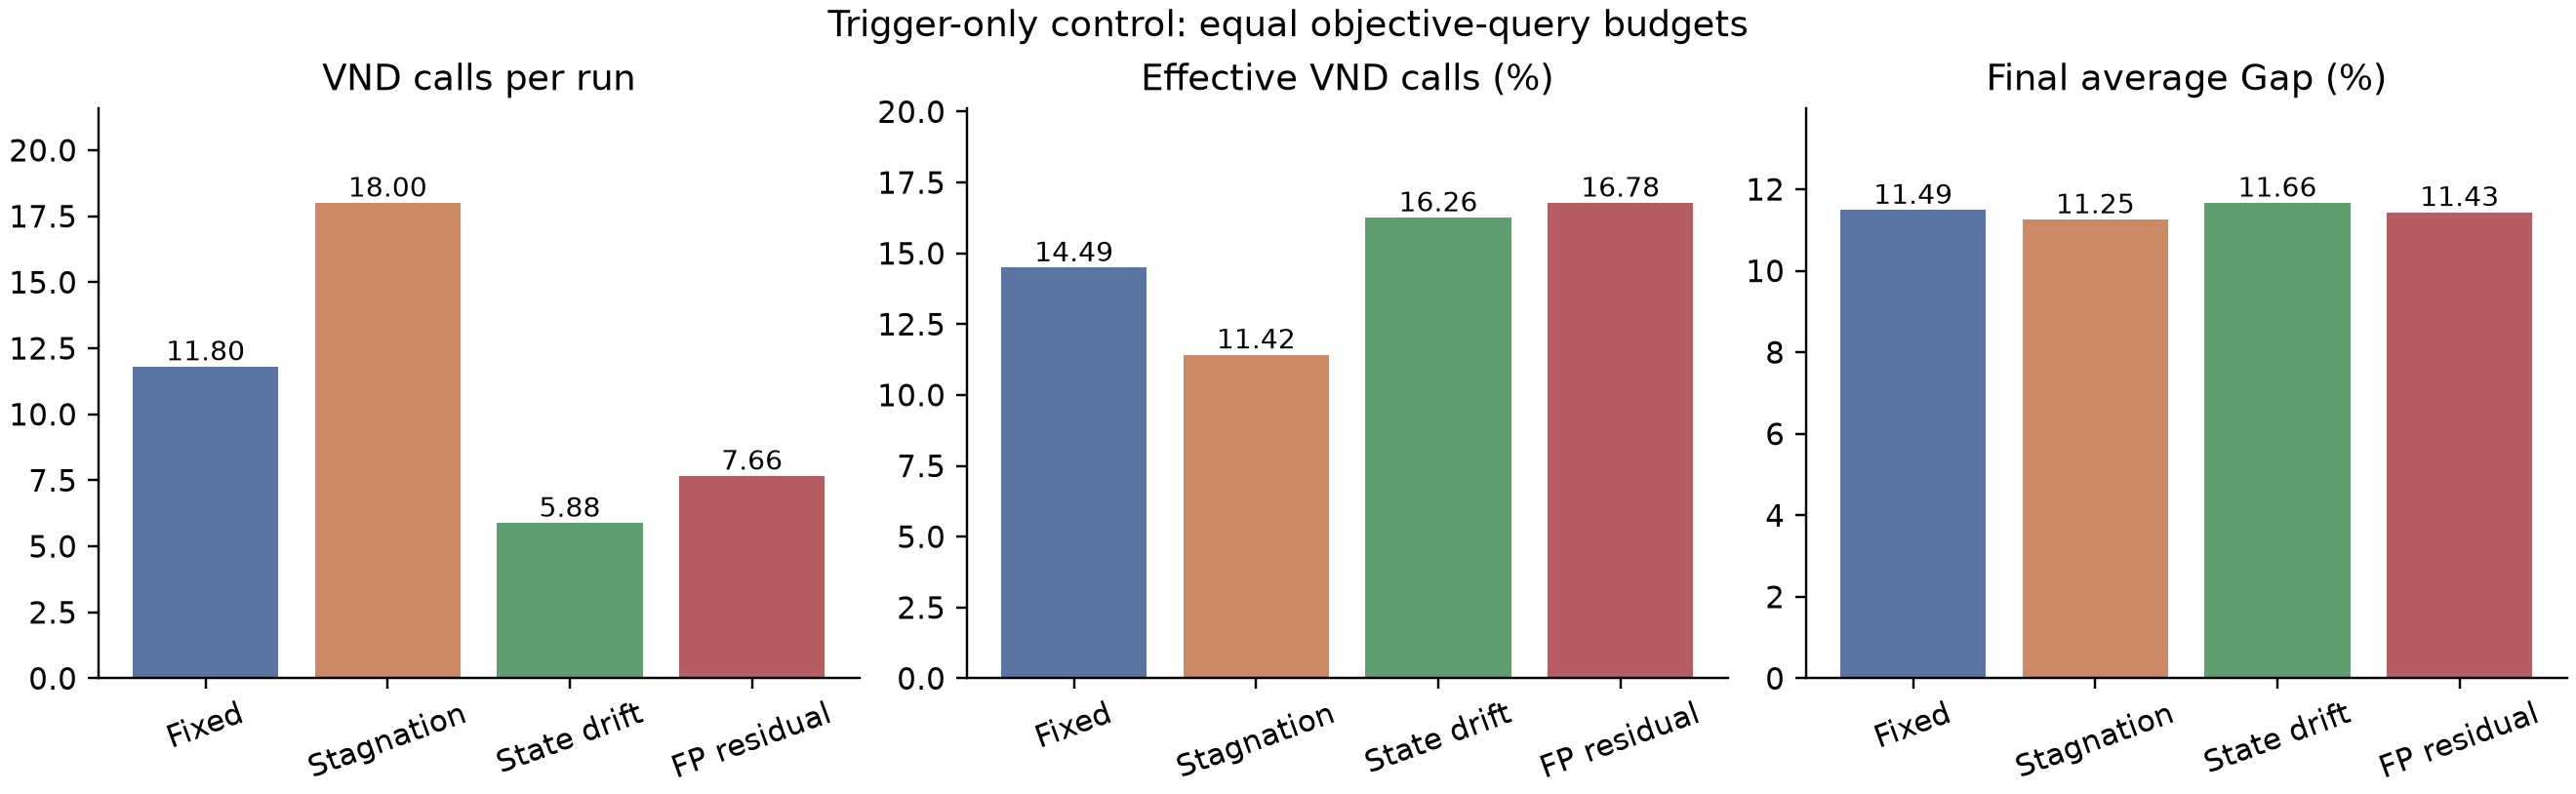 Trigger-only control: equal objective-query budgets
VND calls per run
20.0
17.5
15.0
12.5
10.0
7.5
5.0
2.5
0.0
11.80
18.00
5.88
7.66
Fixed
Stagnation
State drift
FP residual
Effective VND calls (%)
20.0
17.5
15.0
12.5
10.0
7.5
5.0
2.5
0.0
14.49
11.42
16.26
16.78
Fixed
Stagnation
State drift
FP residual
Final average Gap (%)
12
10
8
6
4
2
0
11.49
11.25
11.66
11.43
Fixed
Stagnation
State drift
FP residual